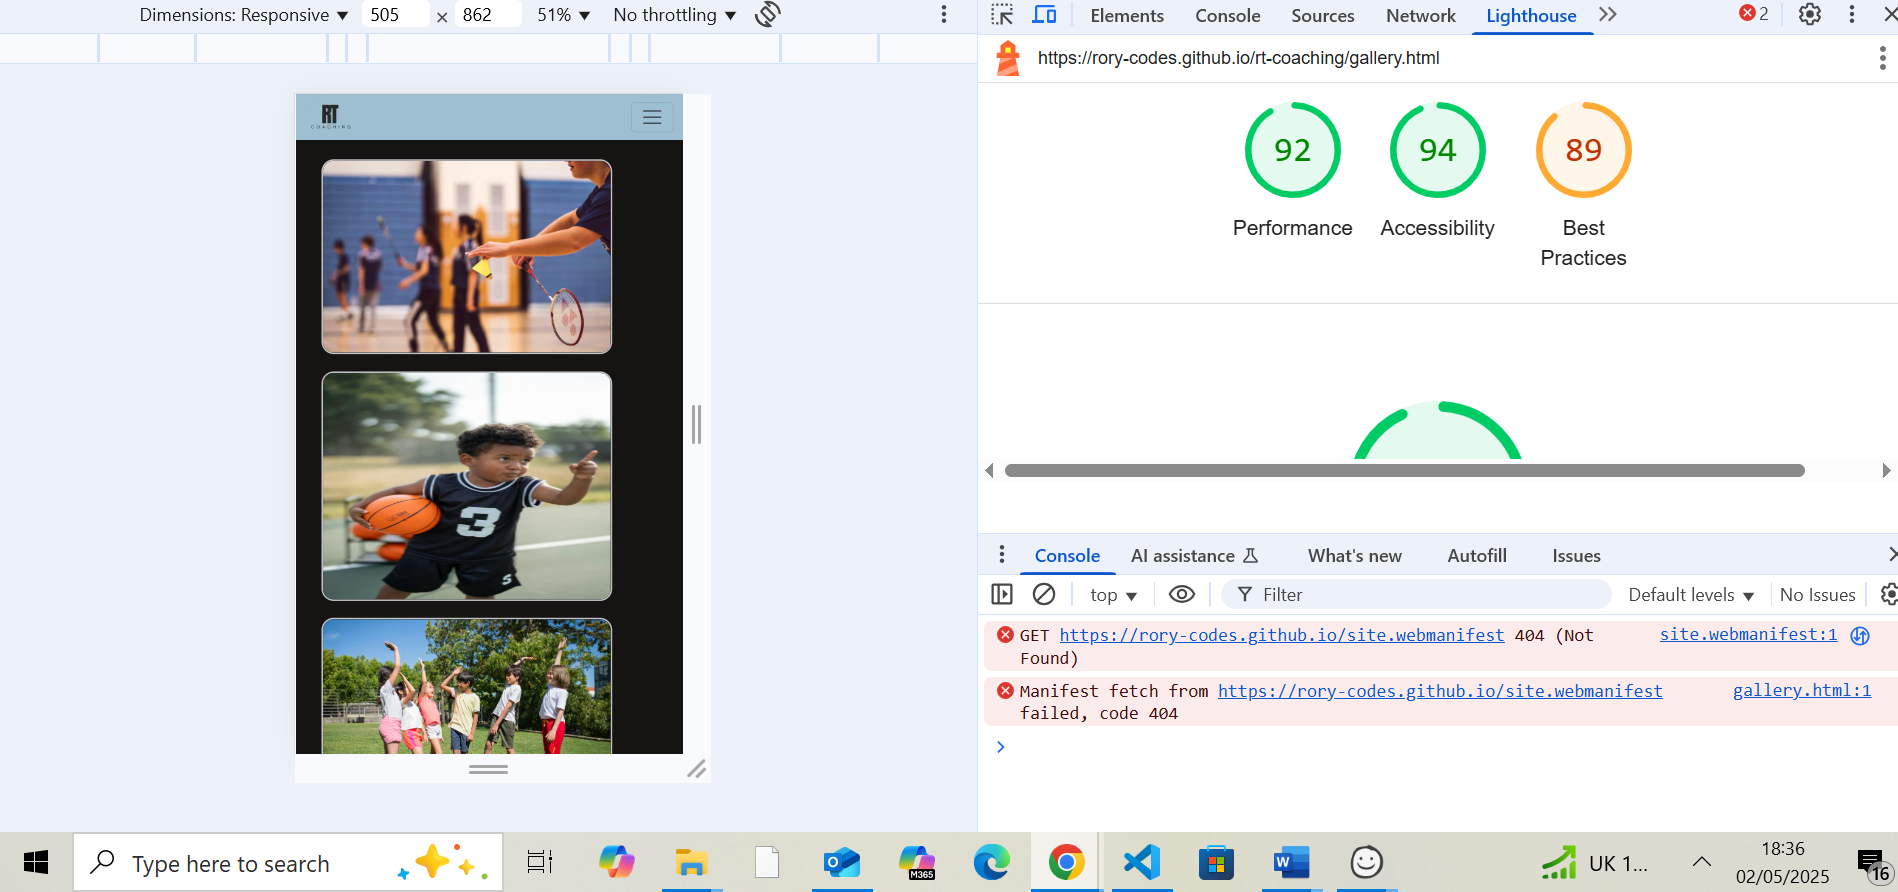 Dimensions: Responsive ▼ 505 × 862 51% ▼ No throttling ▼
Elements Console Sources Network Lighthouse 2
https://rory-codes.github.io/rt-coaching/gallery.html
92 94 89
Performance Accessibility Best
Practices
RT
COACHING
3
S
Console AI assistance What's new Autofill Issues
top ▼ Filter Default levels ▼ No Issues
GET https://rory-codes.github.io/site.webmanifest 404 (Not site.webmanifest:1
Found)
Manifest fetch from https://rory-codes.github.io/site.webmanifest gallery.html:1
failed, code 404
Type here to search
M365
UK 1...
18:36
02/05/2025
16